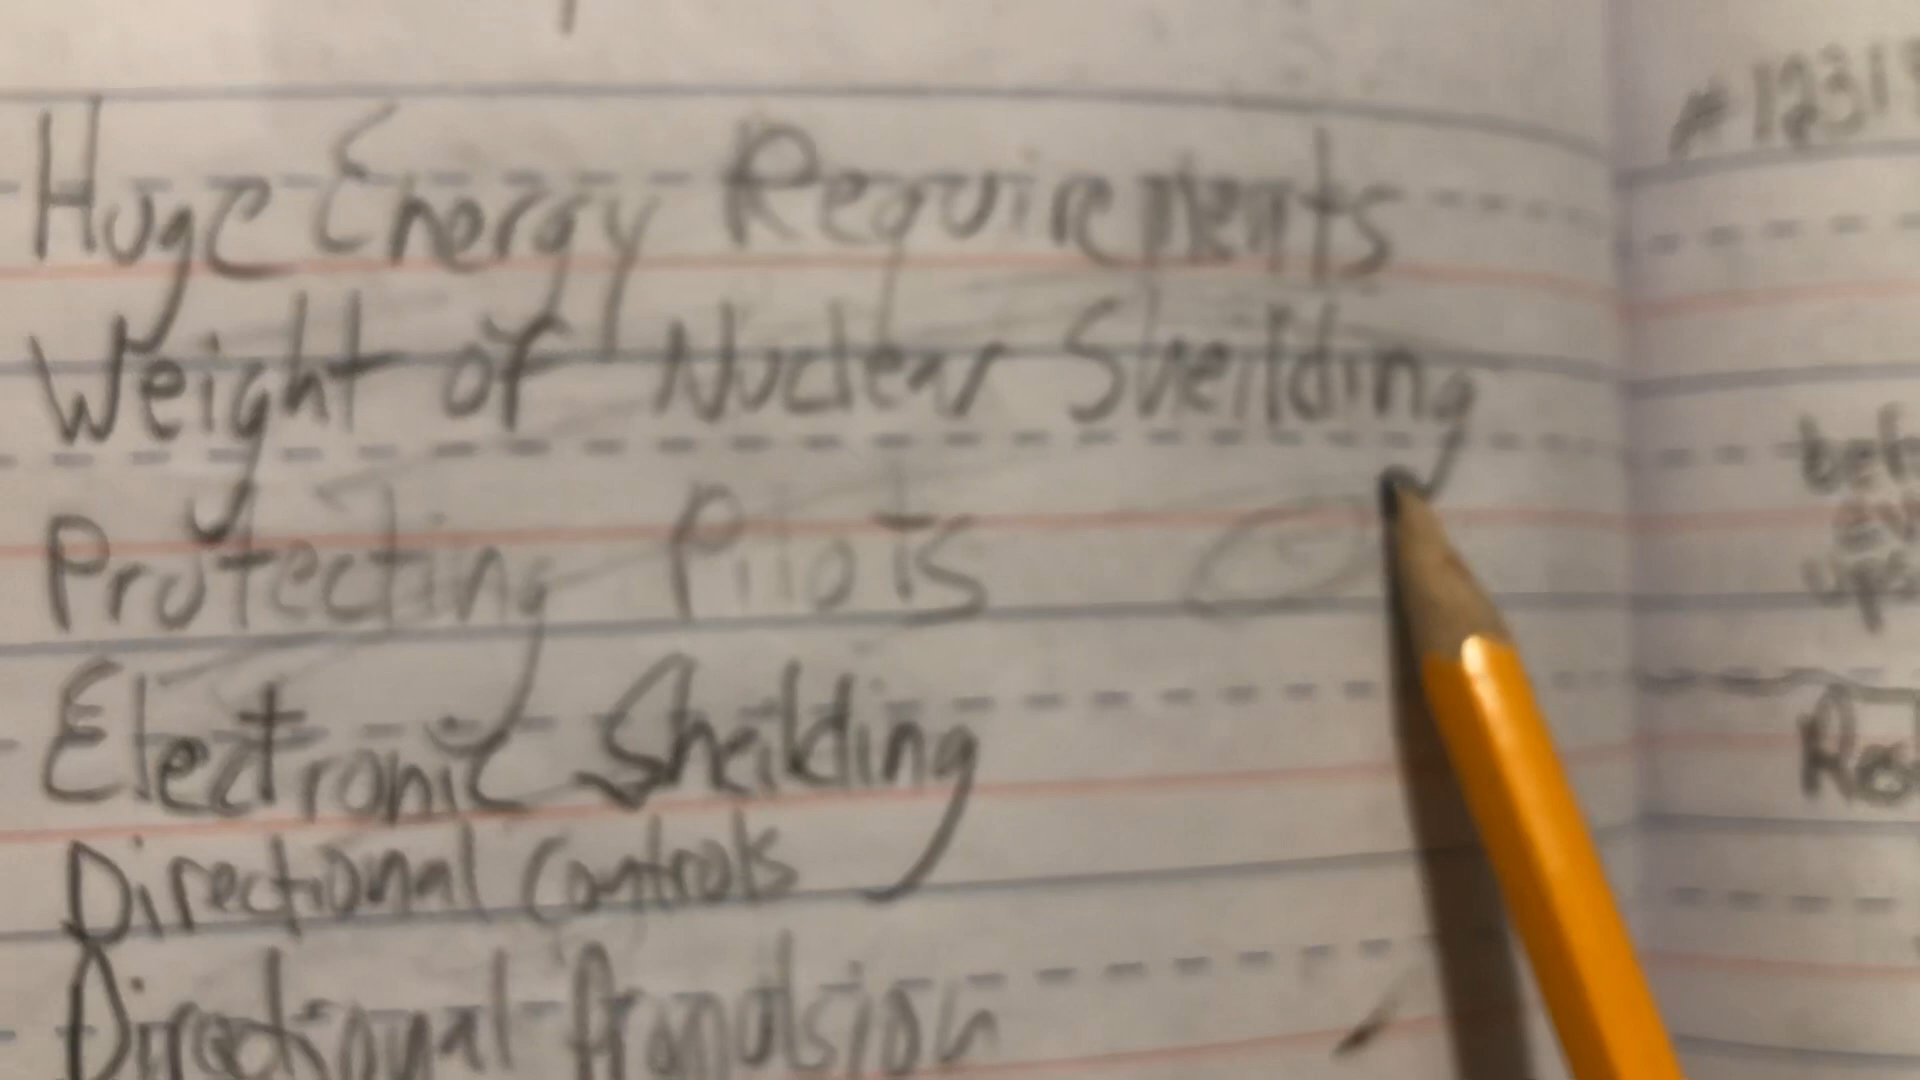 Huge Energy Requirements
Weight of Nuclear Sheilding
Protecting Pilots
Electronic Sheilding
Directional Controls
Directional Propulsion